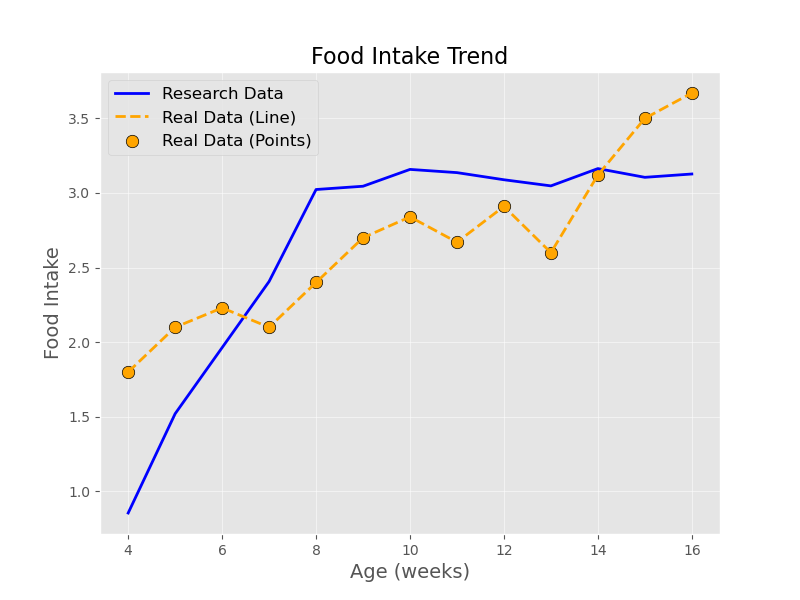 Food Intake Trend
Research Data
Real Data (Line)
Real Data (Points)
3.5
3.0
2.5
2.0
1.5
1.0
Food Intake
4 6 8 10 12 14 16
Age (weeks)